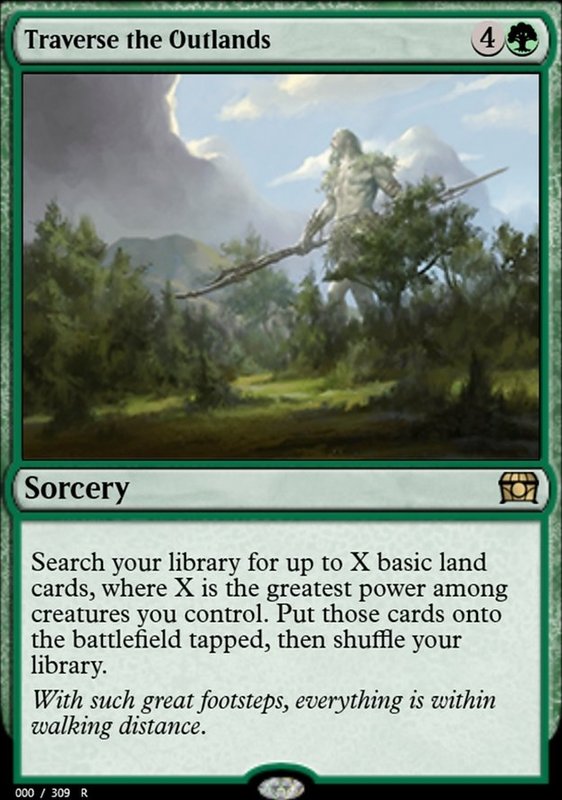 Traverse the Outlands
4
Sorcery
Search your library for up to X basic land
cards, where X is the greatest power among
creatures you control. Put those cards onto
the battlefield tapped, then shuffle your
library.
With such great footsteps, everything is within
walking distance.
000 / 309 R